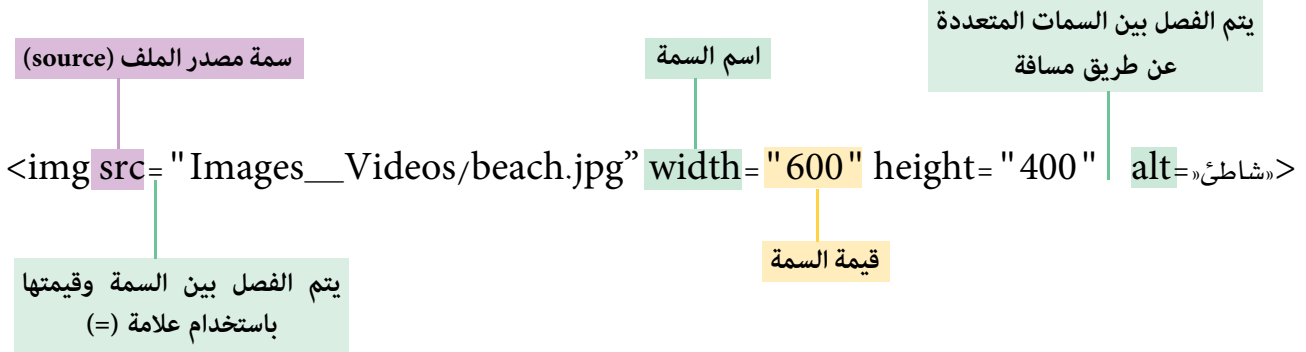 يتم الفصل بين السمات المتعددة
عن طريق مسافة
اسم السمة
سمة مصدر الملف (source)
<img src="Images__Videos/beach.jpg” width="600" height="400" alt=»شاطئ«>
قيمة السمة
يتم الفصل بين السمة وقيمتها
باستخدام علامة (=)